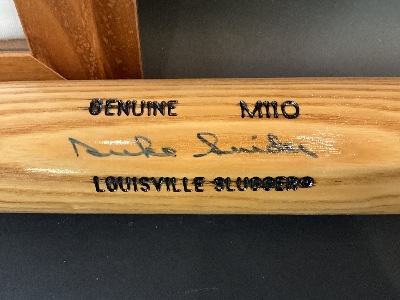 GENUINE M110
Duke Snider
LOUISVILLE SLUGGER®